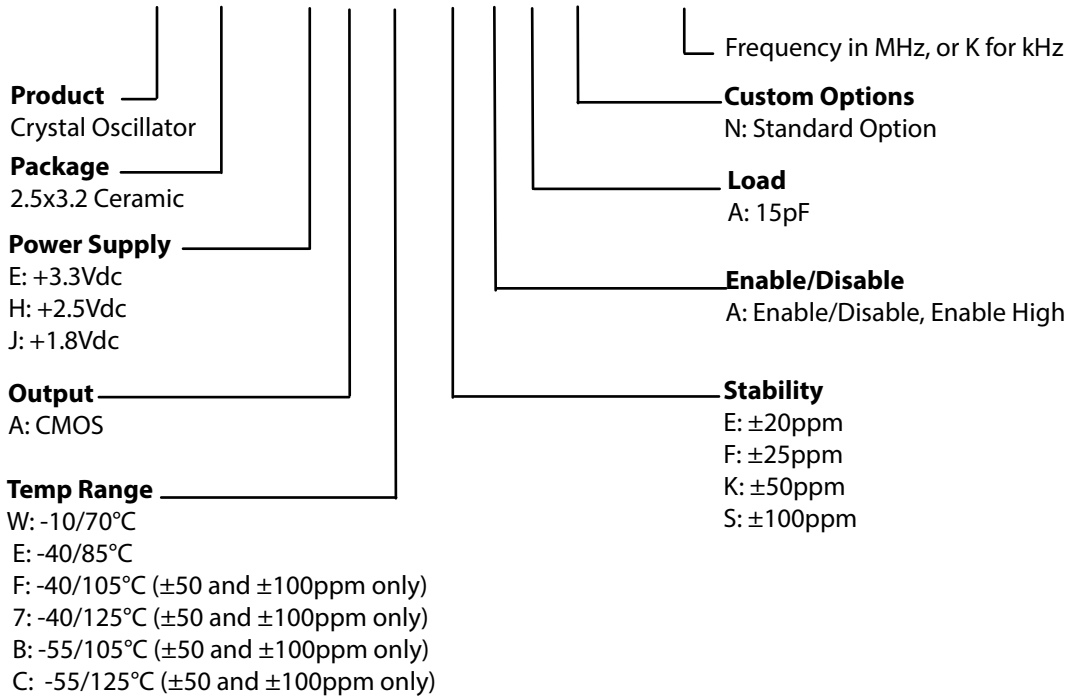 Frequency in MHz, or K for kHz
Product
Crystal Oscillator
Package
2.5x3.2 Ceramic
Power Supply
E: +3.3Vdc
H: +2.5Vdc
J: +1.8Vdc
Output
A: CMOS
Temp Range
W: -10/70°C
E: -40/85°C
F: -40/105°C (±50 and ±100ppm only)
7: -40/125°C (±50 and ±100ppm only)
B: -55/105°C (±50 and ±100ppm only)
C: -55/125°C (±50 and ±100ppm only)
Custom Options
N: Standard Option
Load
A: 15pF
Enable/Disable
A: Enable/Disable, Enable High
Stability
E: ±20ppm
F: ±25ppm
K: ±50ppm
S: ±100ppm